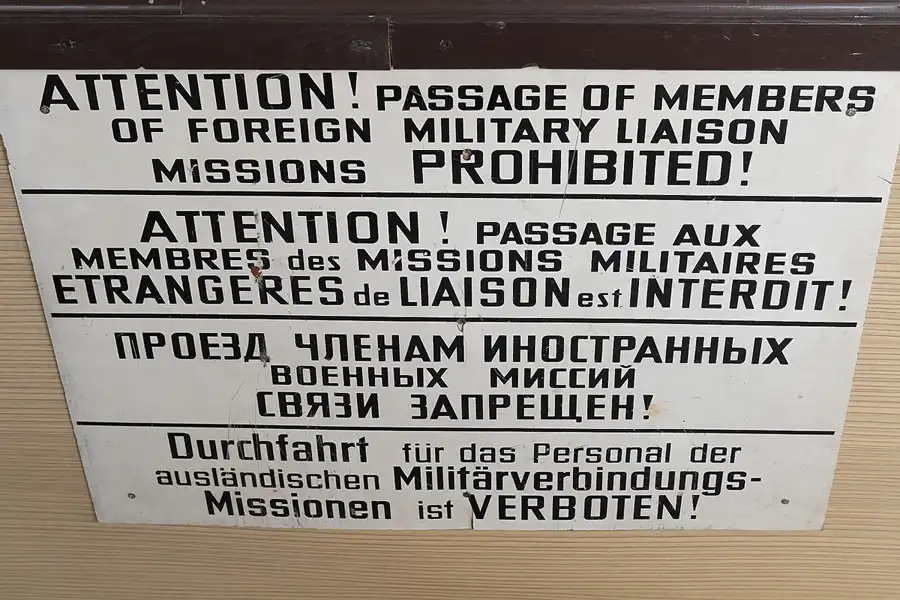 ATTENTION! PASSAGE OF MEMBERS
OF FOREIGN MILITARY LIAISON
MISSIONS PROHIBITED!
ATTENTION! PASSAGE AUX
MEMBRES des MISSIONS MILITAIRES
ETRANGERES de LIAISON est INTERDIT!
ПРОЕЗД ЧЛЕНАМ ИНОСТРАННЫХ
ВОЕННЫХ МИССИЙ
СВЯЗИ ЗАПРЕЩЕН!
Durchfahrt für das Personal der
ausländischen Militärverbindungs-
Missionen ist VERBOTEN!